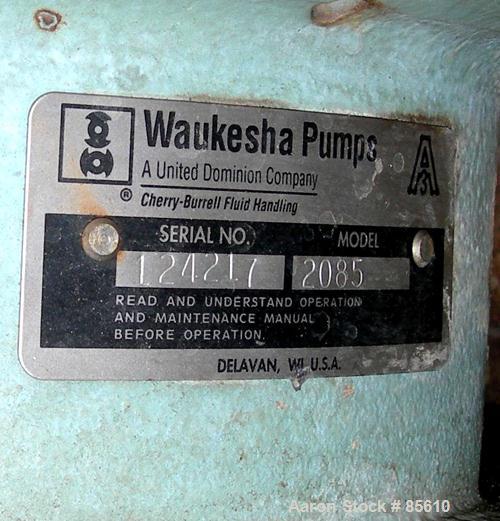 Waukesha Pumps
A United Dominion Company
® Cherry-Burrell Fluid Handling
A
3
SERIAL NO. MODEL
124217 2085
READ AND UNDERSTAND OPERATION
AND MAINTENANCE MANUAL
BEFORE OPERATION.
DELAVAN, WI U.S.A.
Aaron Stock # 85610